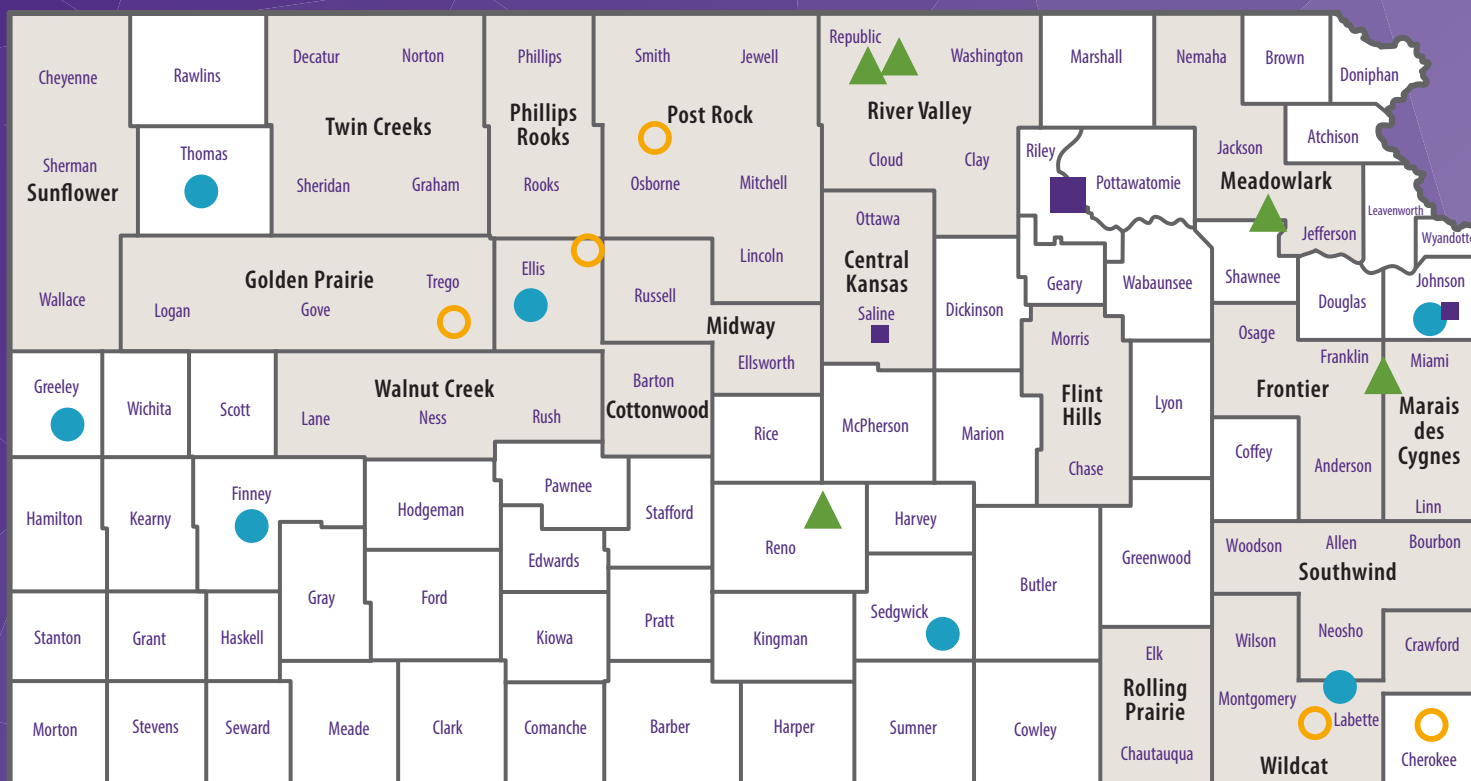 Cheyenne
Rawlins
Decatur
Norton
Phillips
Smith
Jewell
Republic
Washington
Marshall
Nemaha
Brown
Doniphan
Sherman
Sunflower
Thomas
Twin Creeks
Sheridan
Graham
Phillips
Rooks
Rooks
Post Rock
Osborne
Mitchell
River Valley
Cloud
Clay
Riley
Pottawatomie
Jackson
Meadowlark
Atchison
Jefferson
Leavenworth
Wyandotte
Wallace
Golden Prairie
Logan
Gove
Trego
Ellis
Russell
Lincoln
Midway
Ellsworth
Ottawa
Central
Kansas
Saline
Dickinson
Geary
Wabaunsee
Shawnee
Douglas
Johnson
Morris
Flint
Hills
Chase
Osage
Franklin
Frontier
Anderson
Miami
Marais
des
Cygnes
Linn
Greeley
Wichita
Scott
Walnut Creek
Lane
Ness
Rush
Barton
Cottonwood
Rice
McPherson
Marion
Lyon
Coffey
Hamilton
Kearny
Finney
Hodgeman
Pawnee
Stafford
Edwards
Reno
Harvey
Butler
Greenwood
Woodson
Allen
Bourbon
Southwind
Gray
Ford
Stanton
Grant
Haskell
Kiowa
Pratt
Kingman
Sedgwick
Elk
Rolling
Prairie
Chautauqua
Wilson
Neosho
Crawford
Montgomery
Labette
Wildcat
Cherokee
Morton
Stevens
Seward
Meade
Clark
Comanche
Barber
Harper
Sumner
Cowley